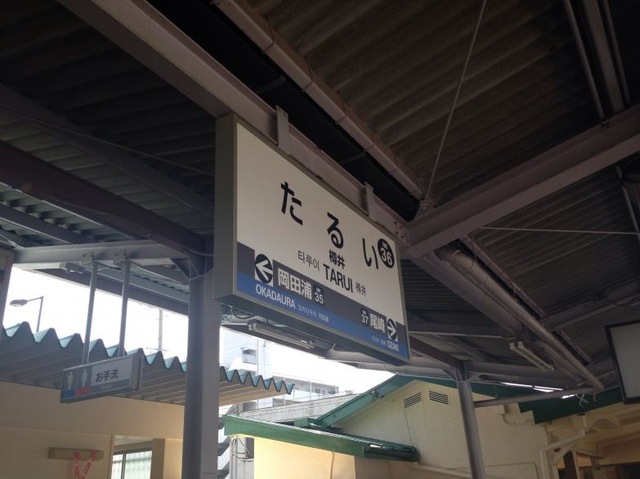 たるい
NK 36
樽井
타루이 TARUI 樽井
岡田浦 NK 35
NK 37 尾崎
OKADAURA
OZAKI
お手洗